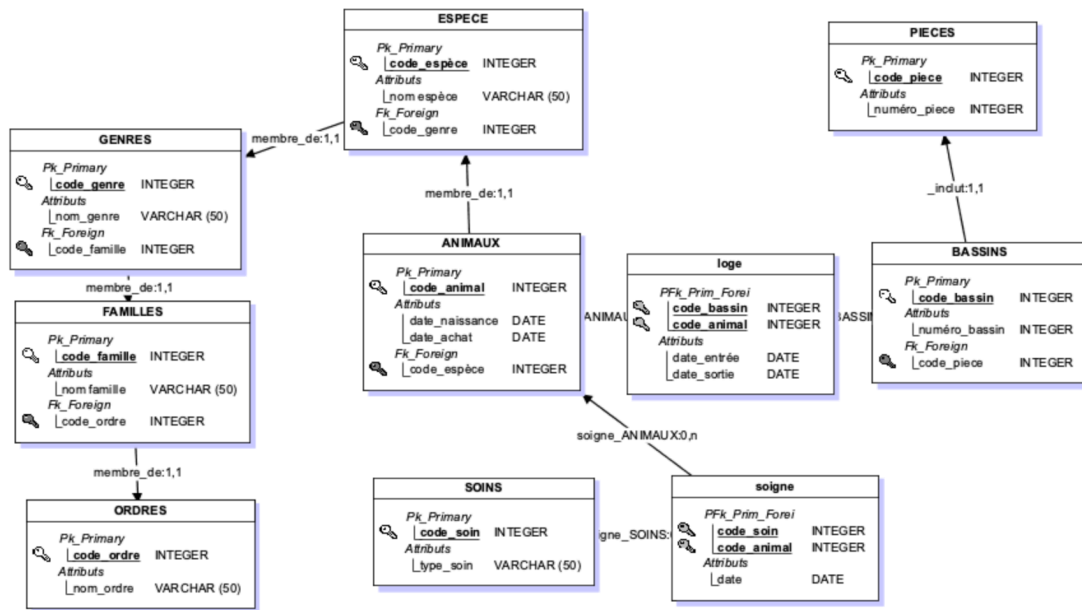 ESPECE
Pk_Primary
code_espèce INTEGER
Attributs
nom espèce VARCHAR (50)
Fk_Foreign
code_genre INTEGER
PIECES
Pk_Primary
code_piece INTEGER
Attributs
numéro_piece INTEGER
membre_de:1,1
GENRES
Pk_Primary
code_genre INTEGER
Attributs
nom_genre VARCHAR (50)
Fk_Foreign
code_famille INTEGER
membre_de:1,1
_inclut:1,1
ANIMAUX
Pk_Primary
code_animal INTEGER
Attributs
date_naissance DATE
date_achat DATE
Fk_Foreign
code_espèce INTEGER
ANIMAU
loge
PFk_Prim_Forei
code_bassin INTEGER
code_animal INTEGER
Attributs
date_entrée DATE
date_sortie DATE
BASSIN
BASSINS
Pk_Primary
code_bassin INTEGER
Attributs
numéro_bassin INTEGER
Fk_Foreign
code_piece INTEGER
membre_de:1,1
FAMILLES
Pk_Primary
code_famille INTEGER
Attributs
nom famille VARCHAR (50)
Fk_Foreign
code_ordre INTEGER
soigne_ANIMAUX:0,n
membre_de:1,1
ORDRES
Pk_Primary
code_ordre INTEGER
Attributs
nom_ordre VARCHAR (50)
SOINS
Pk_Primary
code_soin INTEGER
Attributs
type_soin VARCHAR (50)
igne_SOINS:
soigne
PFk_Prim_Forei
code_soin INTEGER
code_animal INTEGER
Attributs
date DATE